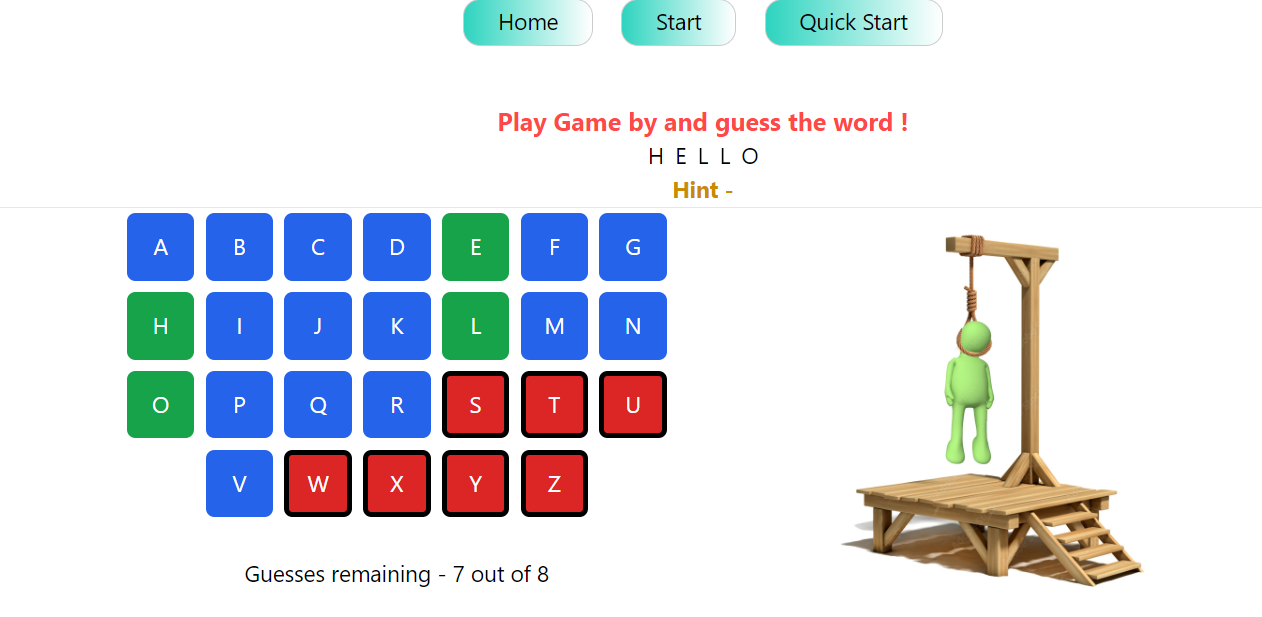 Home Start Quick Start
Play Game by and guess the word !
H E L L O
Hint -
A B C D E F G
H I J K L M N
O P Q R S T U
V W X Y Z
Guesses remaining - 7 out of 8